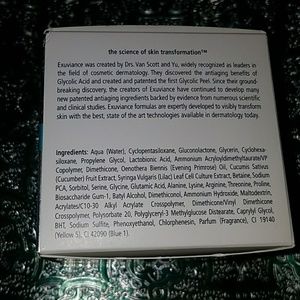 the science of skin transformation™
Exuviance was created by Drs. Van Scott and Yu, widely recognized as leaders in
the field of cosmetic dermatology. They discovered the antiaging benefits of
Glycolic Acid and created and patented the first Glycolic Peel. Since their ground-
breaking discovery, the creators of Exuviance have continued to develop many
new patented antiaging ingredients backed by evidence from numerous scientific
and clinical studies. Exuviance formulas are expertly developed to visibly transform
skin with the best, state of the art technologies available in dermatology today.
Ingredients: Aqua (Water), Cyclopentasiloxane, Gluconolactone, Glycerin, Cyclohexa-
siloxane, Propylene Glycol, Lactobionic Acid, Ammonium Acryloyldimethyltaurate/VP
Copolymer, Dimethicone, Oenothera Biennis (Evening Primrose) Oil, Cucumis Sativus
(Cucumber) Fruit Extract, Syringa Vulgaris (Lilac) Leaf Cell Culture Extract, Betaine, Sodium
PCA, Sorbitol, Serine, Glycine, Glutamic Acid, Alanine, Lysine, Arginine, Threonine, Proline,
Biosaccharide Gum-1, Batyl Alcohol, Dimethiconol, Ammonium Hydroxide, Maltodextrin,
Acrylates/C10-30 Alkyl Acrylate Crosspolymer, Dimethicone/Vinyl Dimethicone
Crosspolymer, Polysorbate 20, Polyglyceryl-3 Methylglucose Distearate, Caprylyl Glycol,
BHT, Sodium Sulfite, Phenoxyethanol, Chlorphenesin, Parfum (Fragrance), CI 19140
(Yellow 5), CI 42090 (Blue 1).